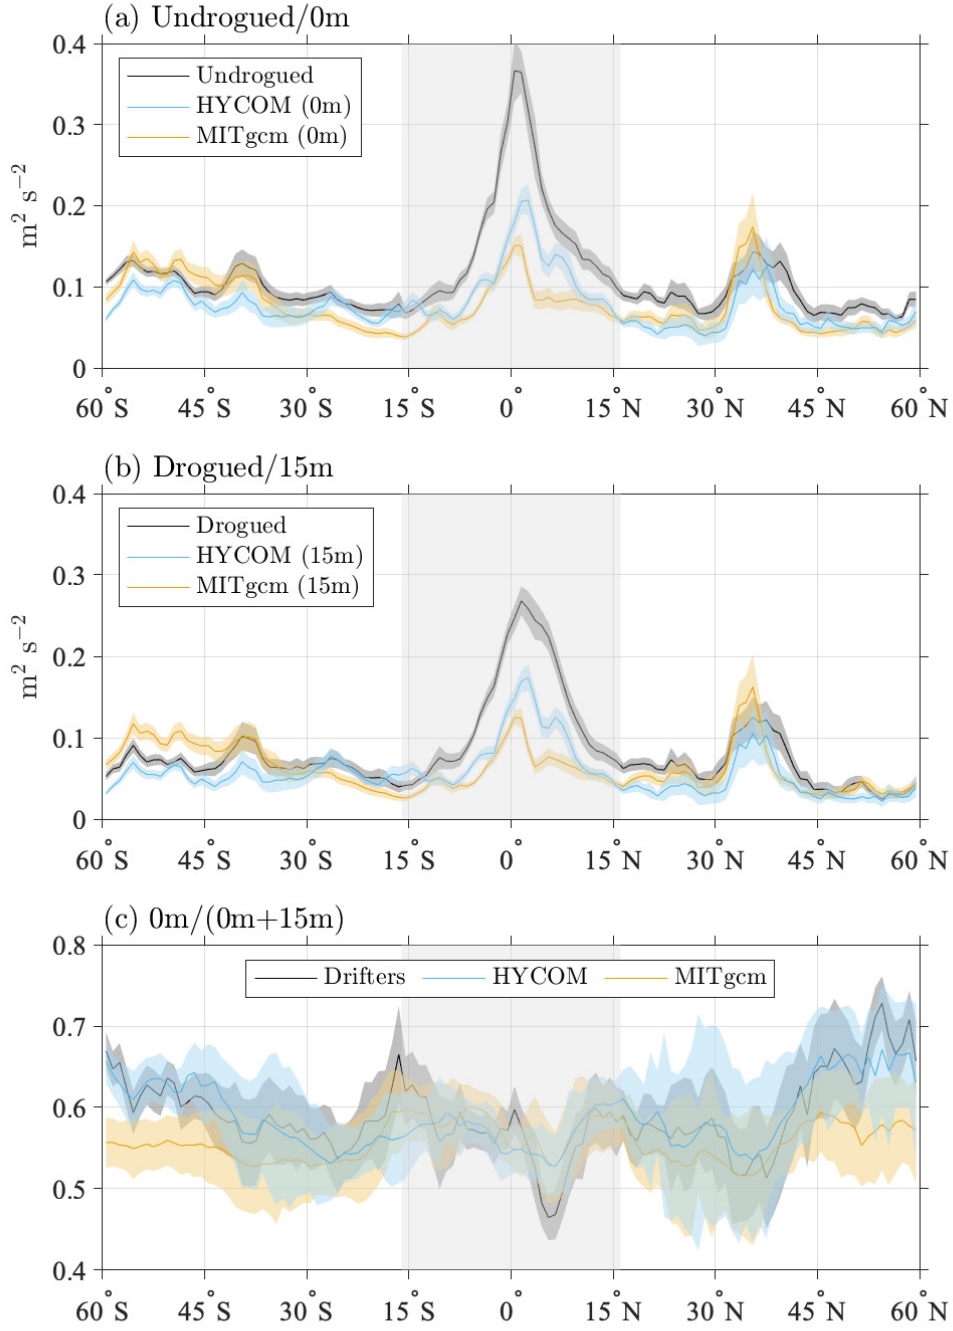 (a) Undrogued/0m
0.4
0.3
0.2
0.1
0
m² s⁻²
Undrogued
HYCOM (0m)
MITgcm (0m)
60°S 45°S 30°S 15°S 0° 15°N 30°N 45°N 60°N
(b) Drogued/15m
0.4
0.3
0.2
0.1
0
m² s⁻²
Drogued
HYCOM (15m)
MITgcm (15m)
60°S 45°S 30°S 15°S 0° 15°N 30°N 45°N 60°N
(c) 0m/(0m+15m)
0.8
0.7
0.6
0.5
0.4
Drifters HYCOM MITgcm
60°S 45°S 30°S 15°S 0° 15°N 30°N 45°N 60°N